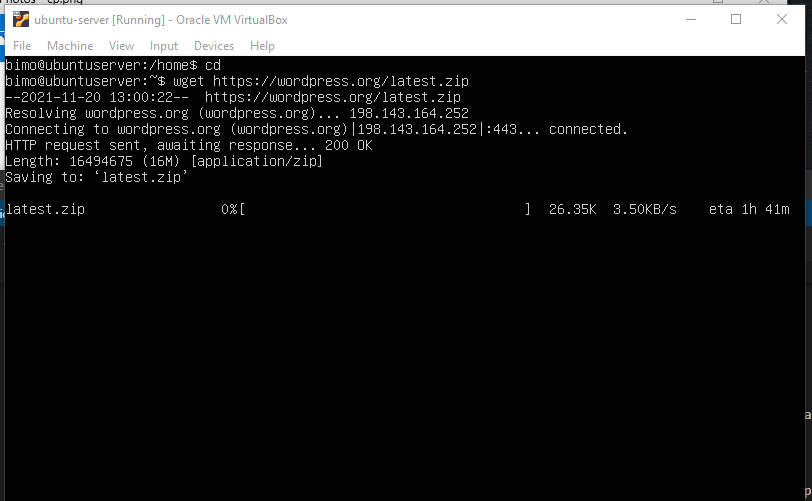 Photos - cp.png
ubuntu-server [Running] - Oracle VM VirtualBox
File Machine View Input Devices Help
bimo@ubuntuserver:/home$ cd
bimo@ubuntuserver:~$ wget https://wordpress.org/latest.zip
--2021-11-20 13:00:22--  https://wordpress.org/latest.zip
Resolving wordpress.org (wordpress.org)... 198.143.164.252
Connecting to wordpress.org (wordpress.org)|198.143.164.252|:443... connected.
HTTP request sent, awaiting response... 200 OK
Length: 16494675 (16M) [application/zip]
Saving to: ‘latest.zip’
latest.zip 0%[ ] 26.35K 3.50KB/s eta 1h 41m